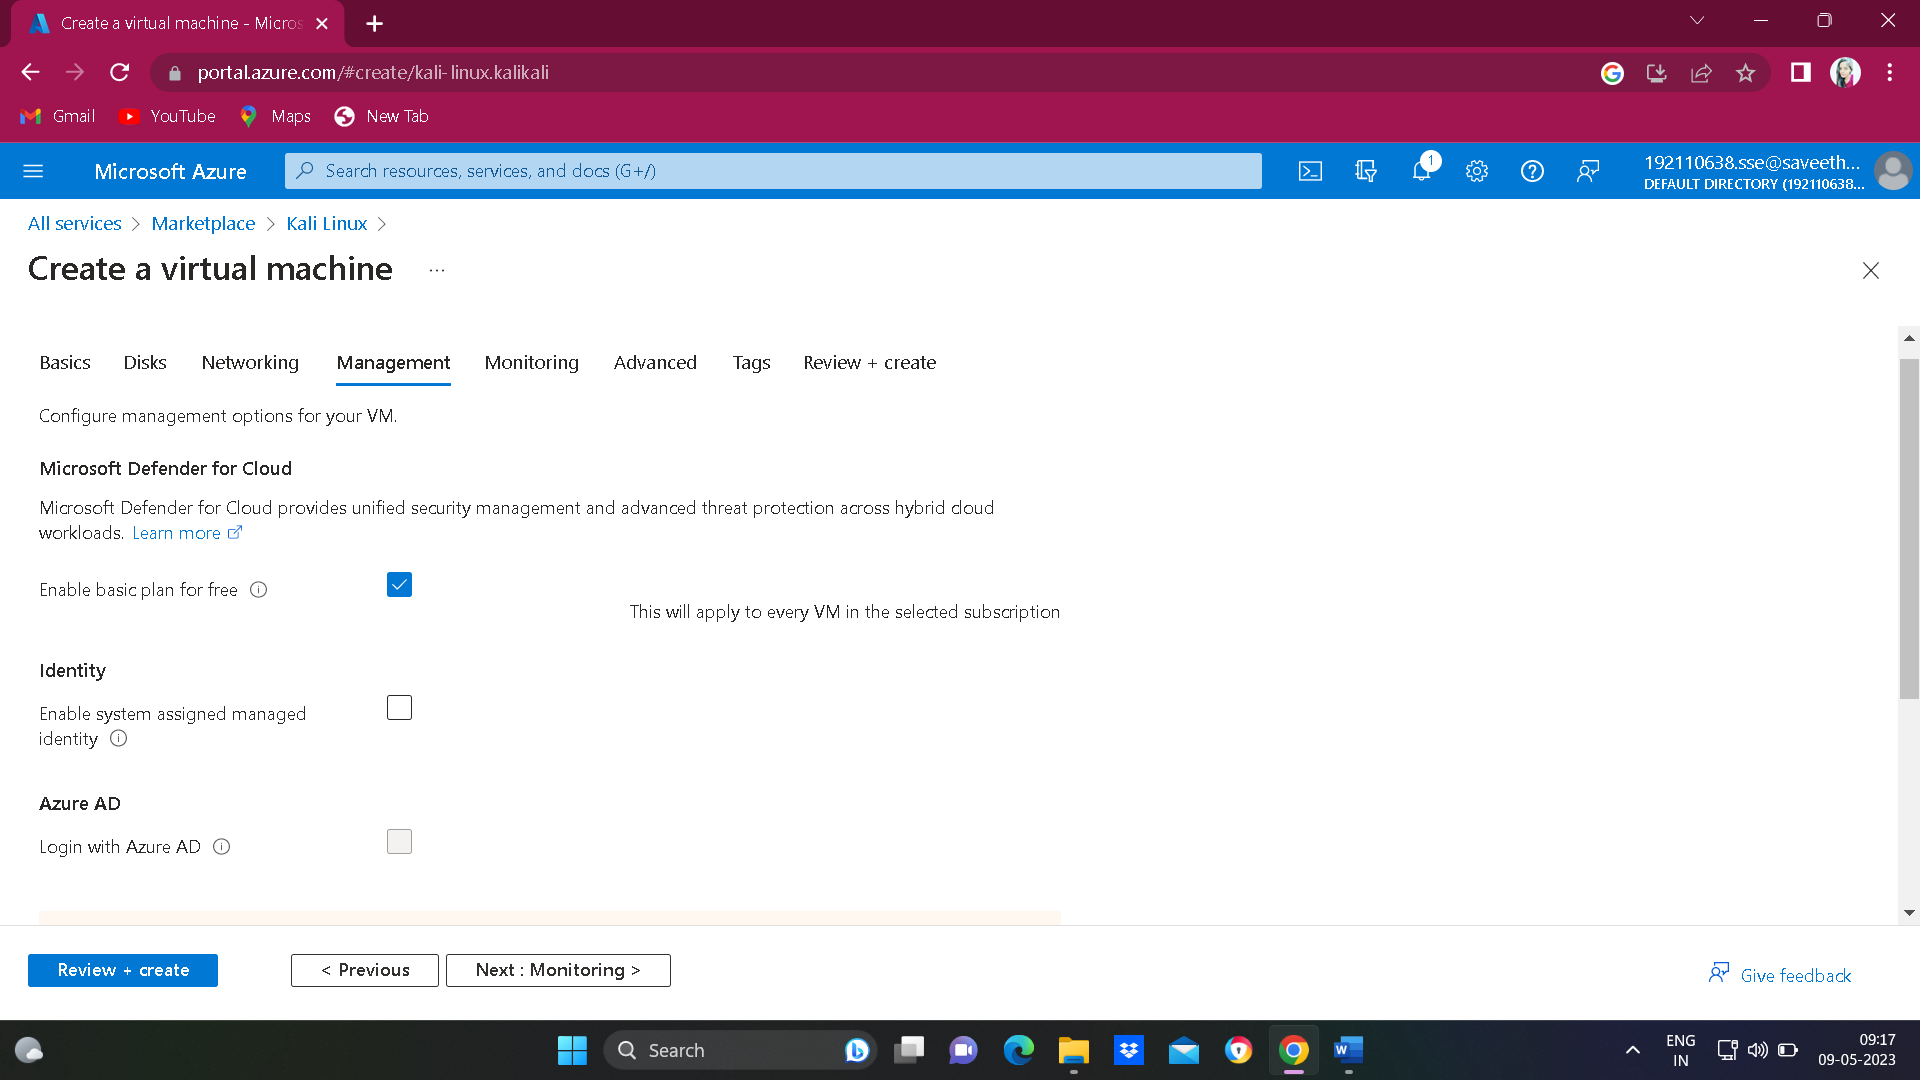 Create a virtual machine - Micros
portal.azure.com/#create/kali-linux.kalikali
Gmail YouTube Maps New Tab
Microsoft Azure
Search resources, services, and docs (G+/)
1
192110638.sse@saveeth...
DEFAULT DIRECTORY (192110638...
All services > Marketplace > Kali Linux >
Create a virtual machine ...
Basics Disks Networking Management Monitoring Advanced Tags Review + create
Configure management options for your VM.
Microsoft Defender for Cloud
Microsoft Defender for Cloud provides unified security management and advanced threat protection across hybrid cloud
workloads. Learn more
Enable basic plan for free
This will apply to every VM in the selected subscription
Identity
Enable system assigned managed
identity
Azure AD
Login with Azure AD
Review + create
< Previous
Next : Monitoring >
Give feedback
Search
ENG
IN
09:17
09-05-2023